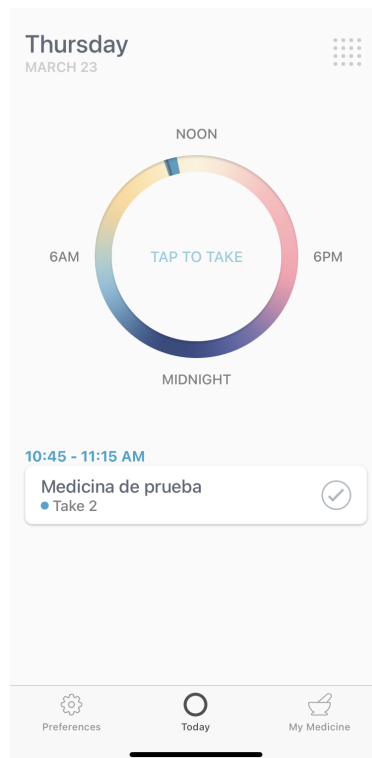 Thursday
MARCH 23
NOON
6AM
TAP TO TAKE
6PM
MIDNIGHT
10:45 - 11:15 AM
Medicina de prueba
Take 2
Preferences
Today
My Medicine